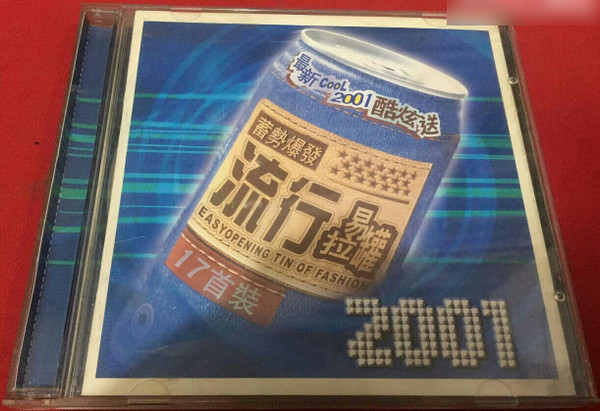 最新 COOL
2001 酷炫送
蓄勢爆發
流行
易拉罐
EASYOPENING TIN OF FASHION
17首裝
2001